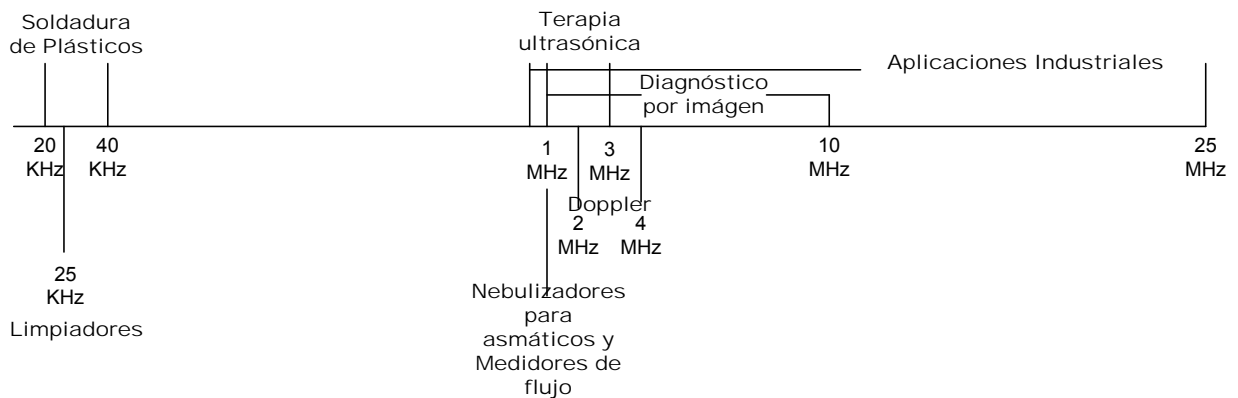 Soldadura
de Plásticos
Terapia
ultrasónica
Aplicaciones Industriales
Diagnóstico
por imágen
20
KHz
40
KHz
1
MHz
3
MHz
10
MHz
25
MHz
Doppler
2
MHz
4
MHz
25
KHz
Limpiadores
Nebulizadores
para
asmáticos y
Medidores de
flujo